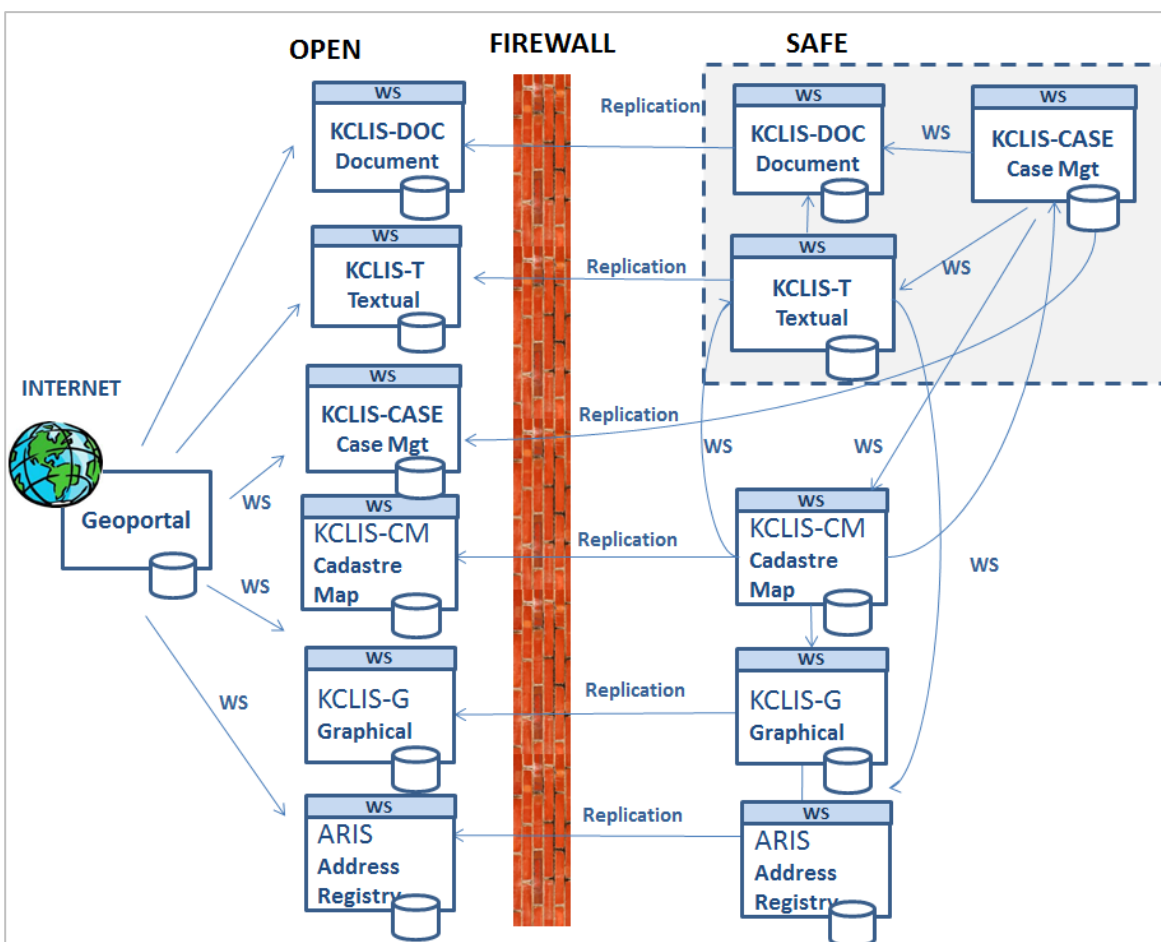 OPEN
FIREWALL
SAFE
WS
KCLIS-DOC
Document
Replication
WS
KCLIS-DOC
Document
WS
WS
KCLIS-CASE
Case Mgt
WS
KCLIS-T
Textual
Replication
WS
KCLIS-T
Textual
WS
INTERNET
Geoportal
WS
KCLIS-CASE
Case Mgt
WS
Replication
WS
WS
WS
KCLIS-CM
Cadastre
Map
WS
Replication
WS
KCLIS-CM
Cadastre
Map
WS
WS
KCLIS-G
Graphical
WS
Replication
WS
KCLIS-G
Graphical
WS
ARIS
Address
Registry
Replication
WS
ARIS
Address
Registry